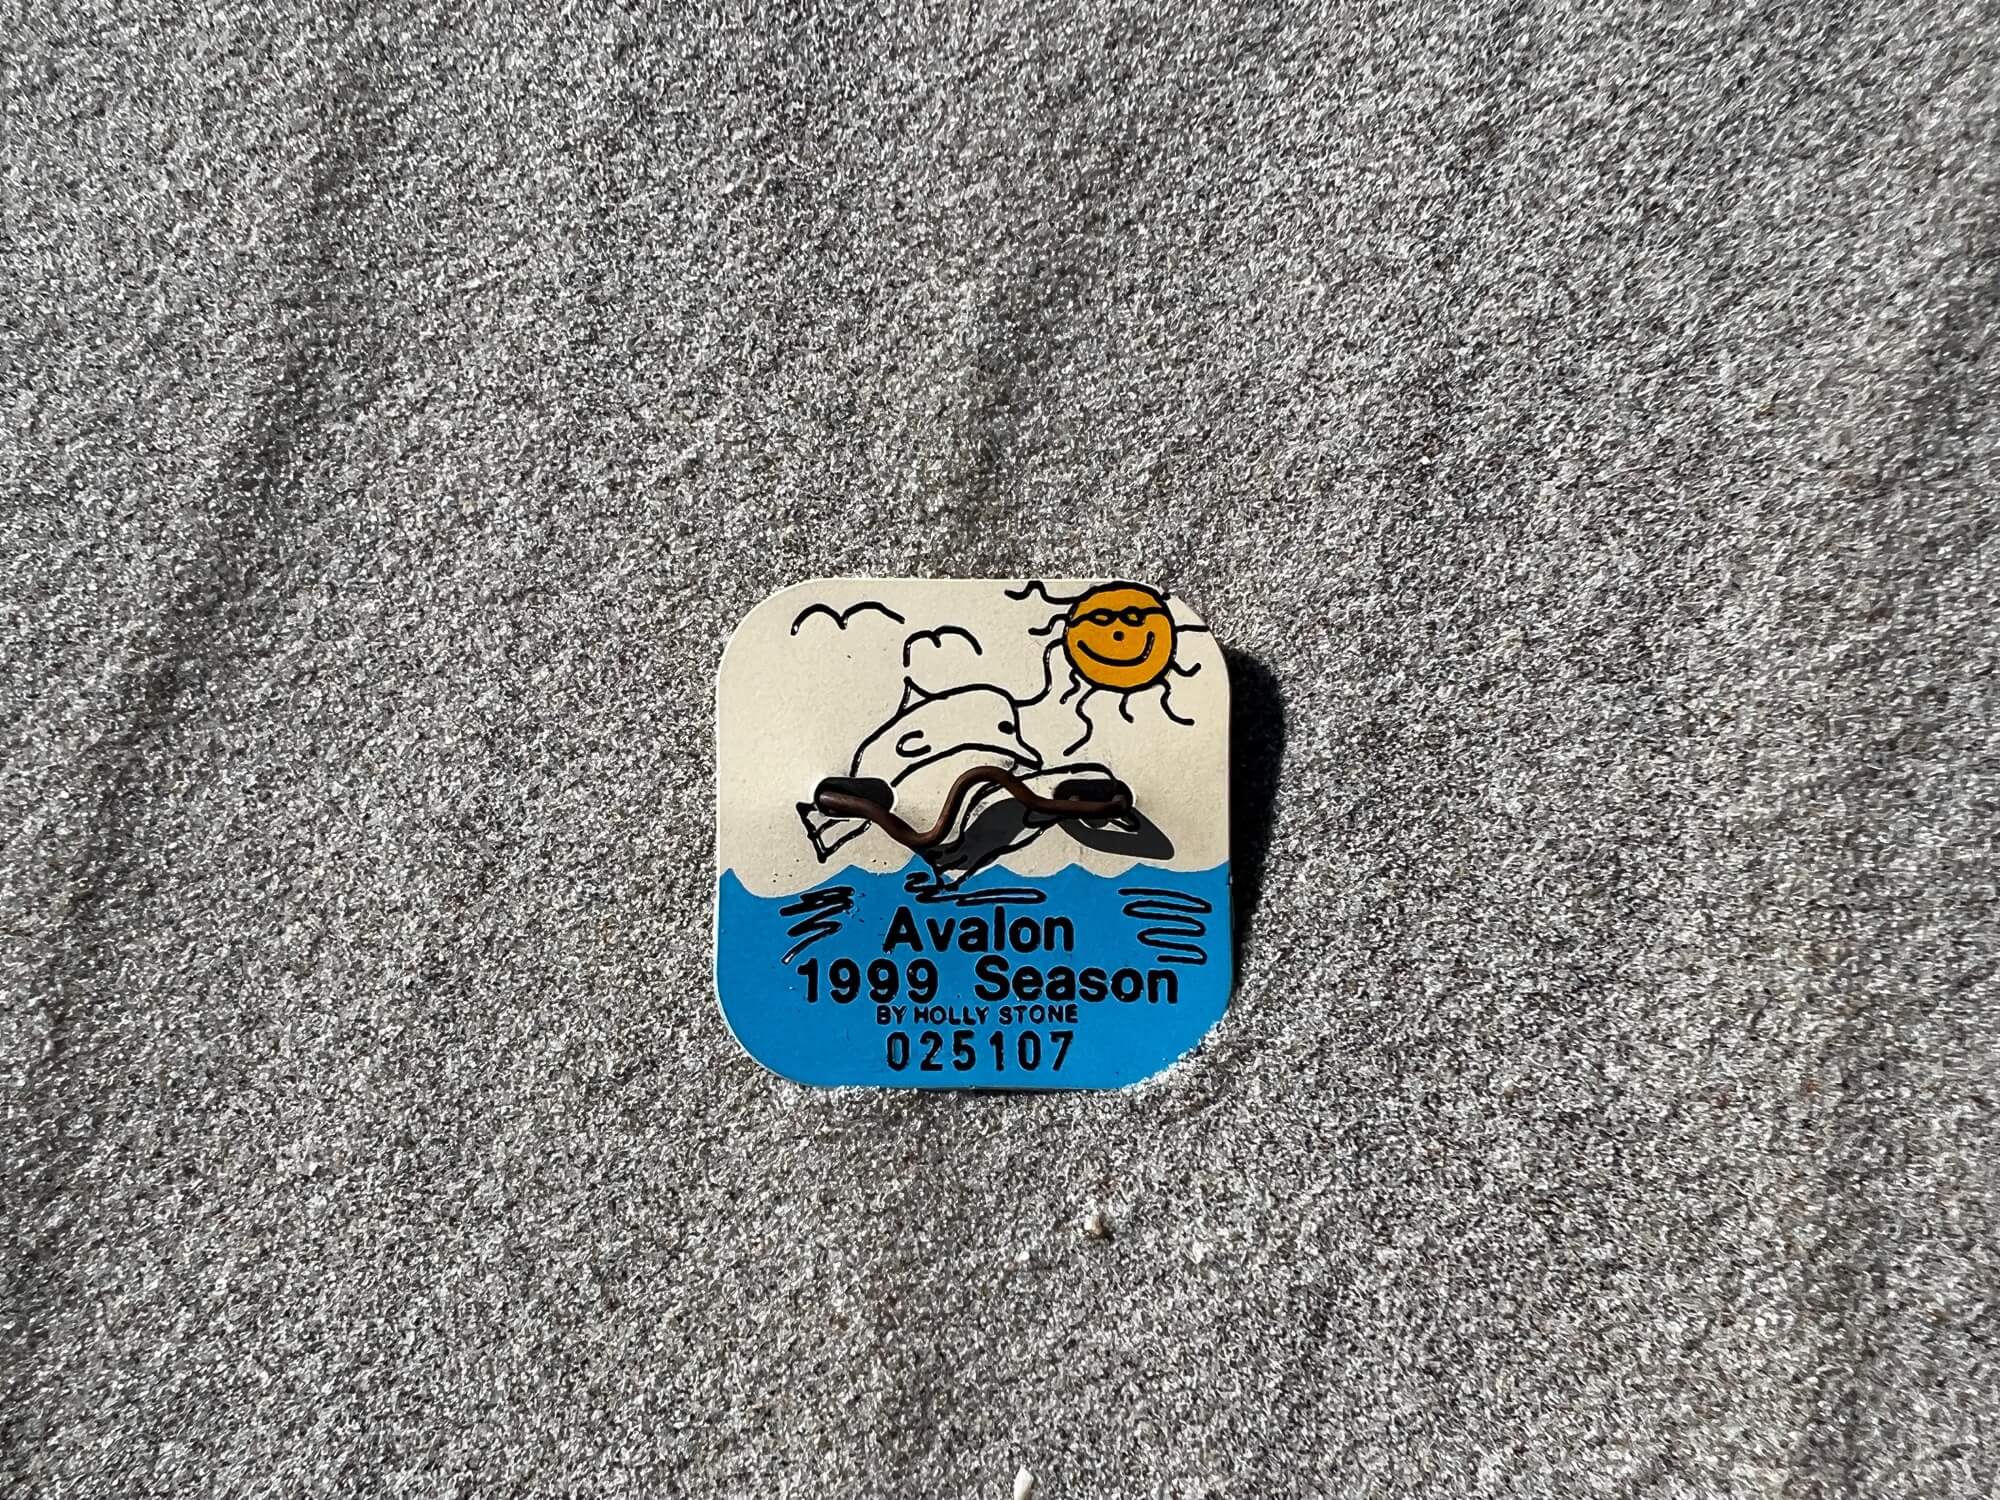 Avalon
1999 Season
BY HOLLY STONE
025107